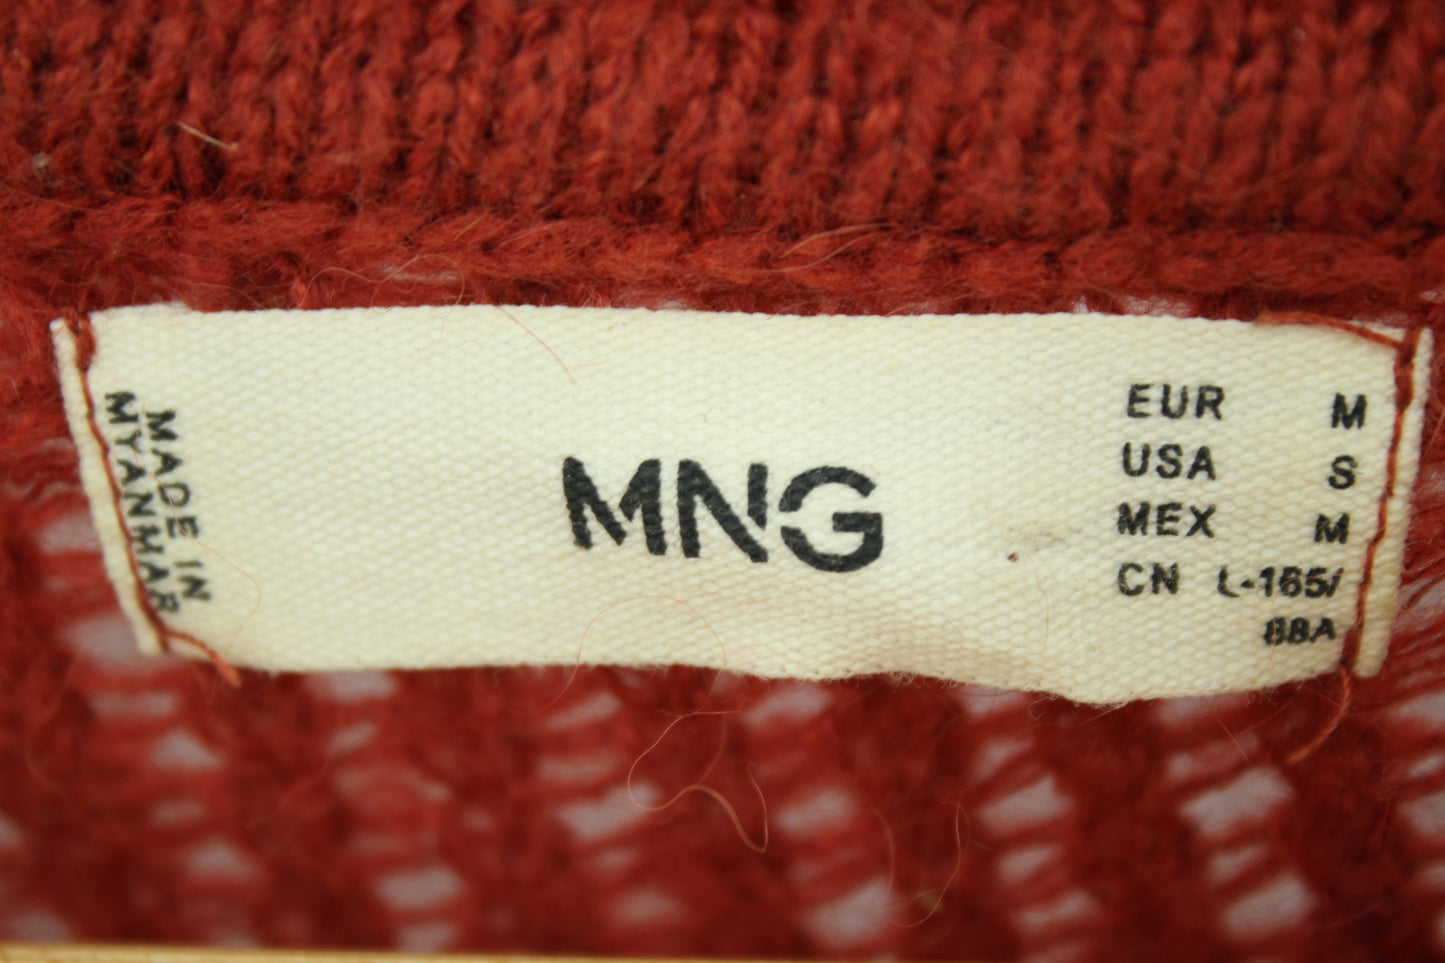 MADE IN
MYANMAR
MNG
EUR M
USA S
MEX M
CN L-165/
88A